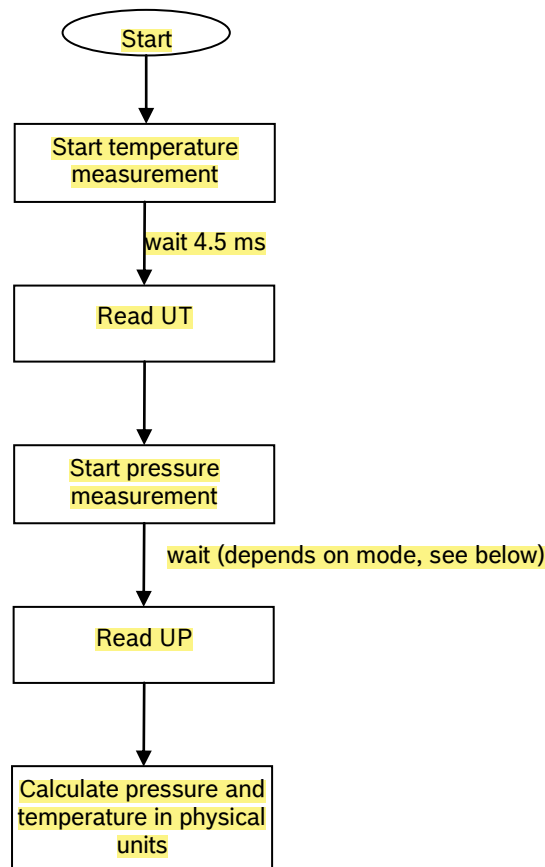 Start
Start temperature
measurement
wait 4.5 ms
Read UT
Start pressure
measurement
wait (depends on mode, see below)
Read UP
Calculate pressure and
temperature in physical
units